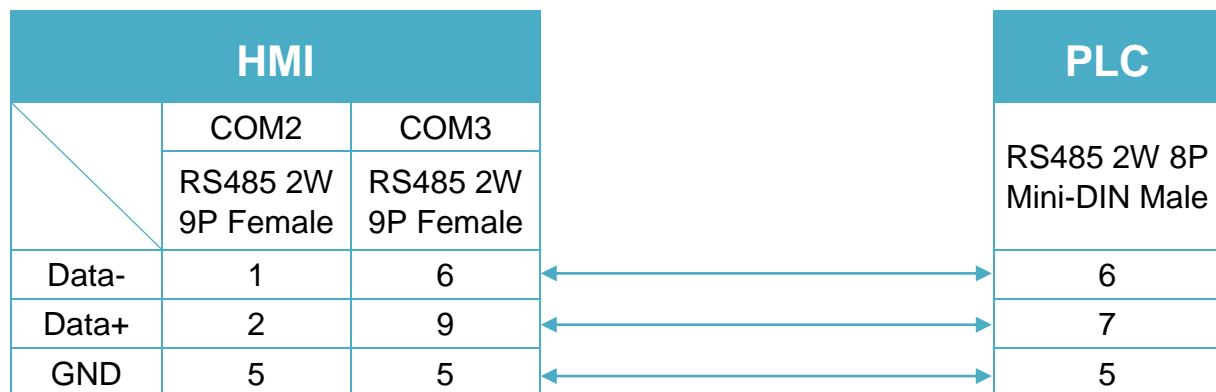 HMI PLC
COM2 COM3
RS485 2W 9P Female RS485 2W 9P Female RS485 2W 8P Mini-DIN Male
Data- 1 6 6
Data+ 2 9 7
GND 5 5 5